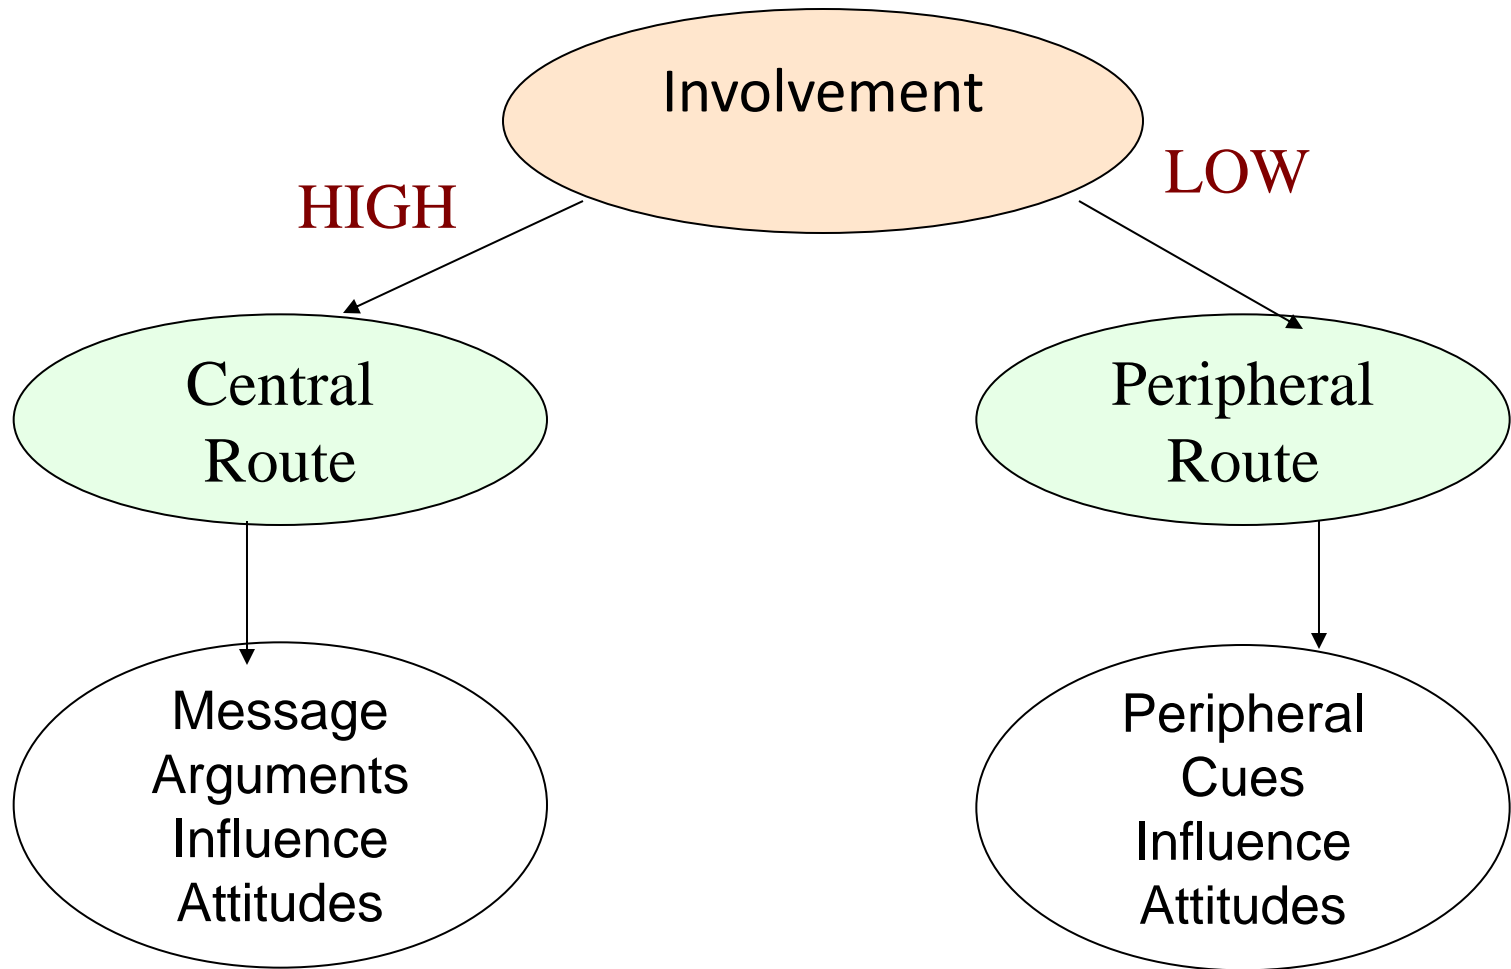 Involvement
HIGH
LOW
Central
Route
Peripheral
Route
Message
Arguments
Influence
Attitudes
Peripheral
Cues
Influence
Attitudes